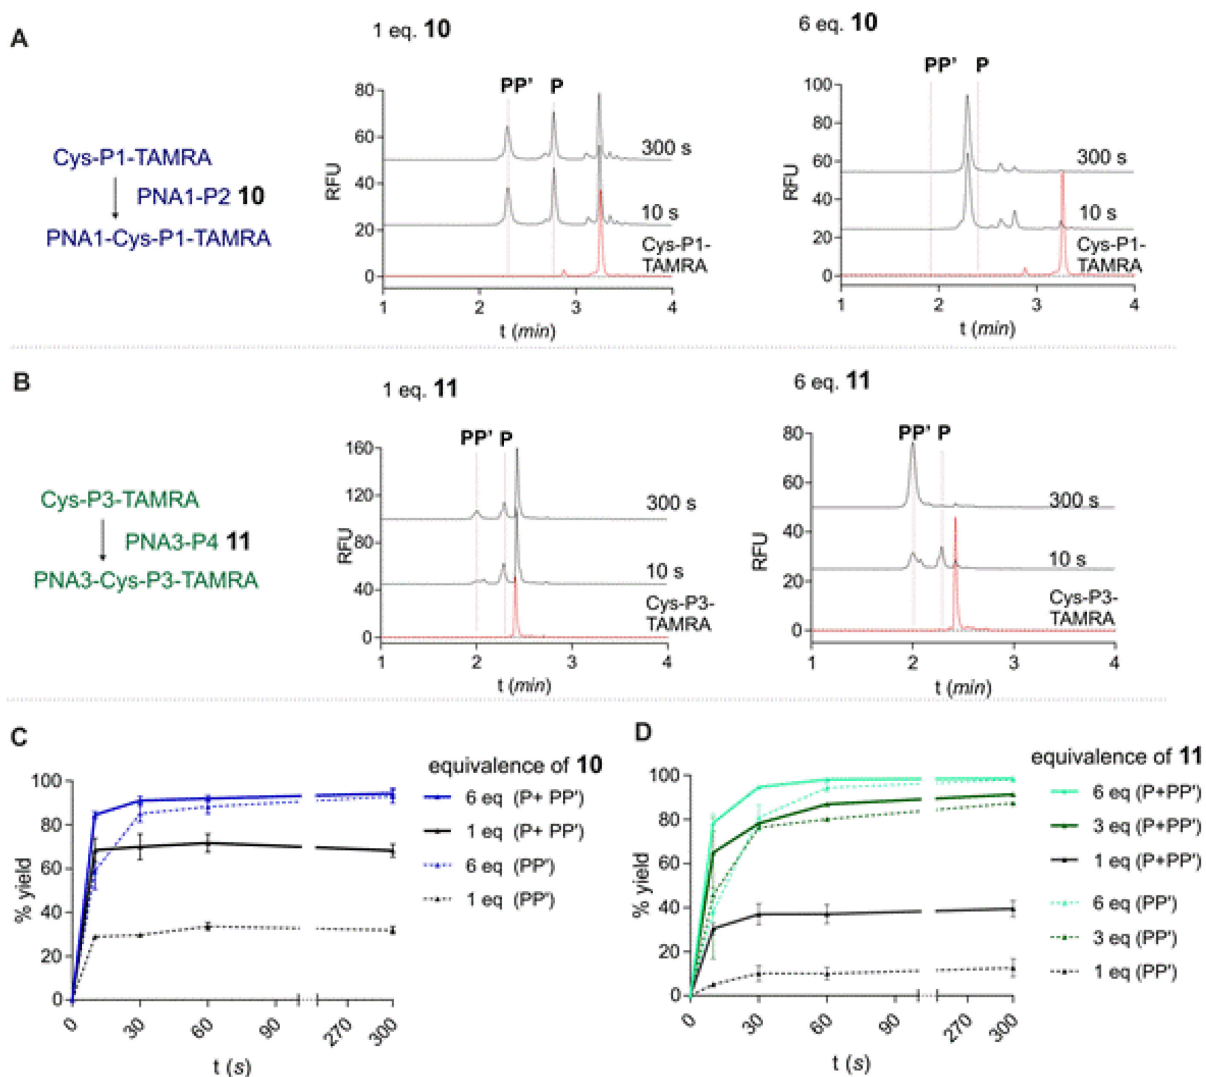 A
1 eq. 10
6 eq. 10
Cys-P1-TAMRA
PNA1-P2 10
PNA1-Cys-P1-TAMRA
PP' P
80
60
40
20
0
RFU
300 s
10 s
Cys-P1-
TAMRA
1 2 3 4
t (min)
PP' P
100
80
60
40
20
0
RFU
300 s
10 s
Cys-P1-
TAMRA
1 2 3 4
t (min)
B
1 eq. 11
6 eq. 11
Cys-P3-TAMRA
PNA3-P4 11
PNA3-Cys-P3-TAMRA
PP' P
160
120
80
40
0
RFU
300 s
10 s
Cys-P3-
TAMRA
1 2 3 4
t (min)
PP' P
80
60
40
20
0
RFU
300 s
10 s
Cys-P3-
TAMRA
1 2 3 4
t (min)
C
100
80
60
40
20
0
% yield
0 30 60 90 270 300
t (s)
equivalence of 10
6 eq (P+ PP')
1 eq (P+ PP')
6 eq (PP')
1 eq (PP')
D
100
80
60
40
20
0
% yield
0 30 60 90 270 300
t (s)
equivalence of 11
6 eq (P+PP')
3 eq (P+PP')
1 eq (P+PP')
6 eq (PP')
3 eq (PP')
1 eq (PP')